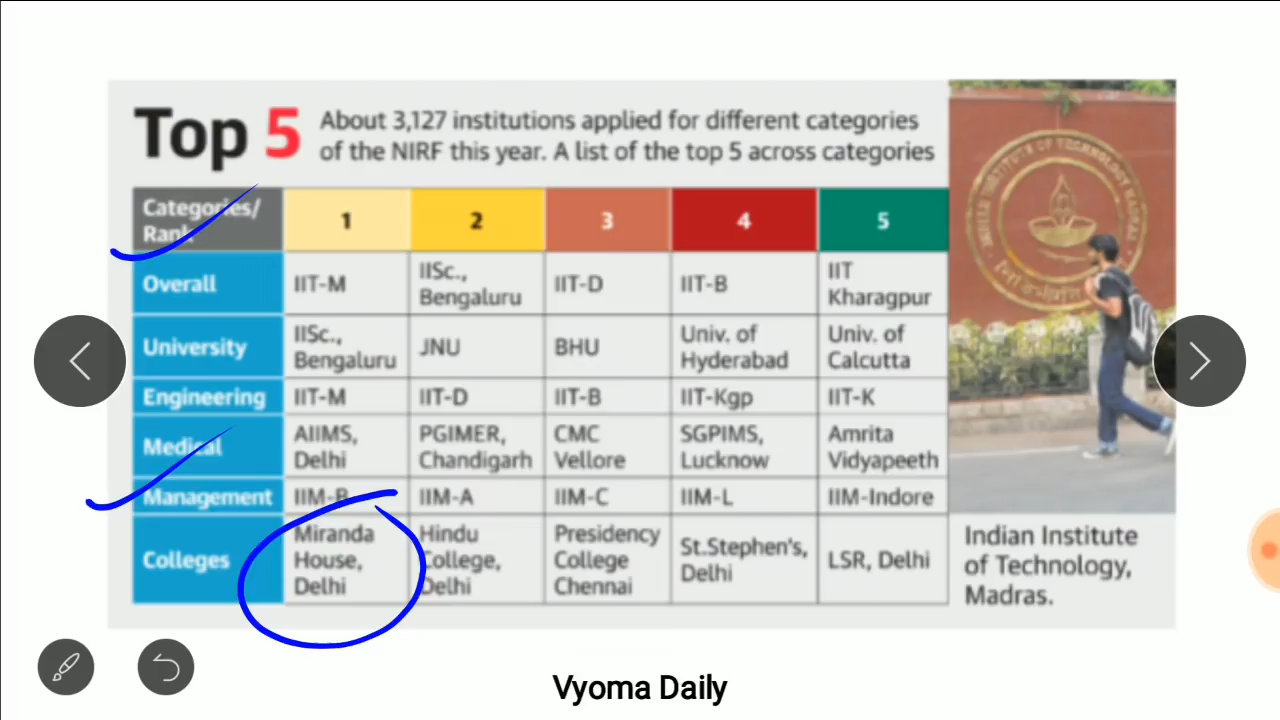 Top 5
About 3,127 institutions applied for different categories
of the NIRF this year. A list of the top 5 across categories
Categories/
Rank
1
2
3
4
5
Overall
IIT-M
IISc.,
Bengaluru
IIT-D
IIT-B
IIT
Kharagpur
University
IISc.,
Bengaluru
JNU
BHU
Univ. of
Hyderabad
Univ. of
Calcutta
Engineering
IIT-M
IIT-D
IIT-B
IIT-Kgp
IIT-K
Medical
AIIMS,
Delhi
PGIMER,
Chandigarh
CMC
Vellore
SGPIMS,
Lucknow
Amrita
Vidyapeeth
Management
IIM-B
IIM-A
IIM-C
IIM-L
IIM-Indore
Colleges
Miranda
House,
Delhi
Hindu
College,
Delhi
Presidency
College
Chennai
St.Stephen's,
Delhi
LSR, Delhi
Indian Institute
of Technology,
Madras.
Vyoma Daily